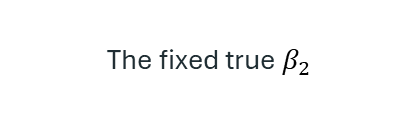 The fixed true β₂